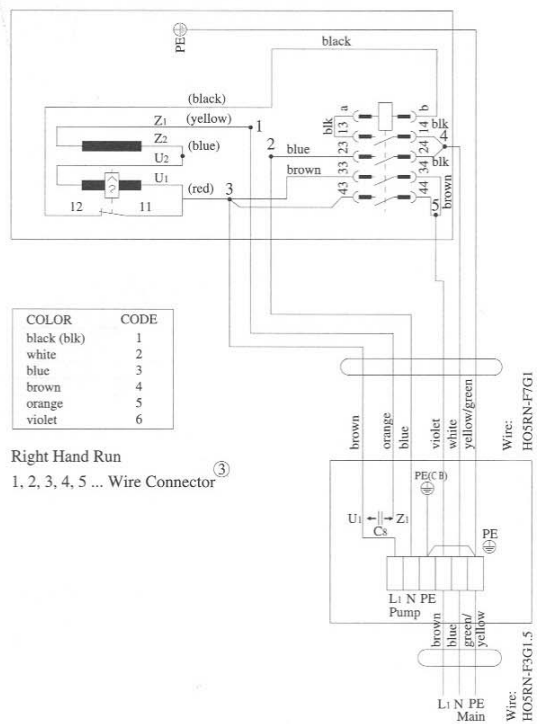 PE
black
(black)
Z1 (yellow)
1
Z2
(blue)
U2
U1
(red)
12
11
3
2
blue
brown
a
b
blk
13
14
blk
4
23
24
blk
33
34
43
44
brown
5
COLOR CODE
black (blk) 1
white 2
blue 3
brown 4
orange 5
violet 6
Right Hand Run
1, 2, 3, 4, 5 ... Wire Connector
3
brown
orange
blue
violet
white
yellow/green
Wire:
HO5RN-F7G1
PE(CB)
U1
Z1
C8
PE
L1 N PE
Pump
brown
blue
green/
yellow
Wire:
HO5RN-F3G1.5
L1 N PE
Main